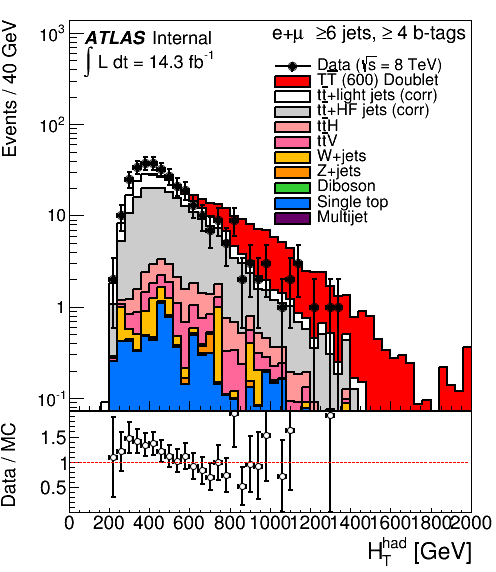 ATLAS Internal
e+μ ≥6 jets, ≥ 4 b-tags
∫ L dt = 14.3 fb⁻¹
Data (√s = 8 TeV)
TT̅ (600) Doublet
tt̅+light jets (corr)
tt̅+HF jets (corr)
tt̅H
tt̅V
W+jets
Z+jets
Diboson
Single top
Multijet
Events / 40 GeV
10³
10²
10
1
10⁻¹
Data / MC
1.5
1
0.5
0 200 400 600 800 1000 1200 1400 1600 1800 2000
H_T^had [GeV]